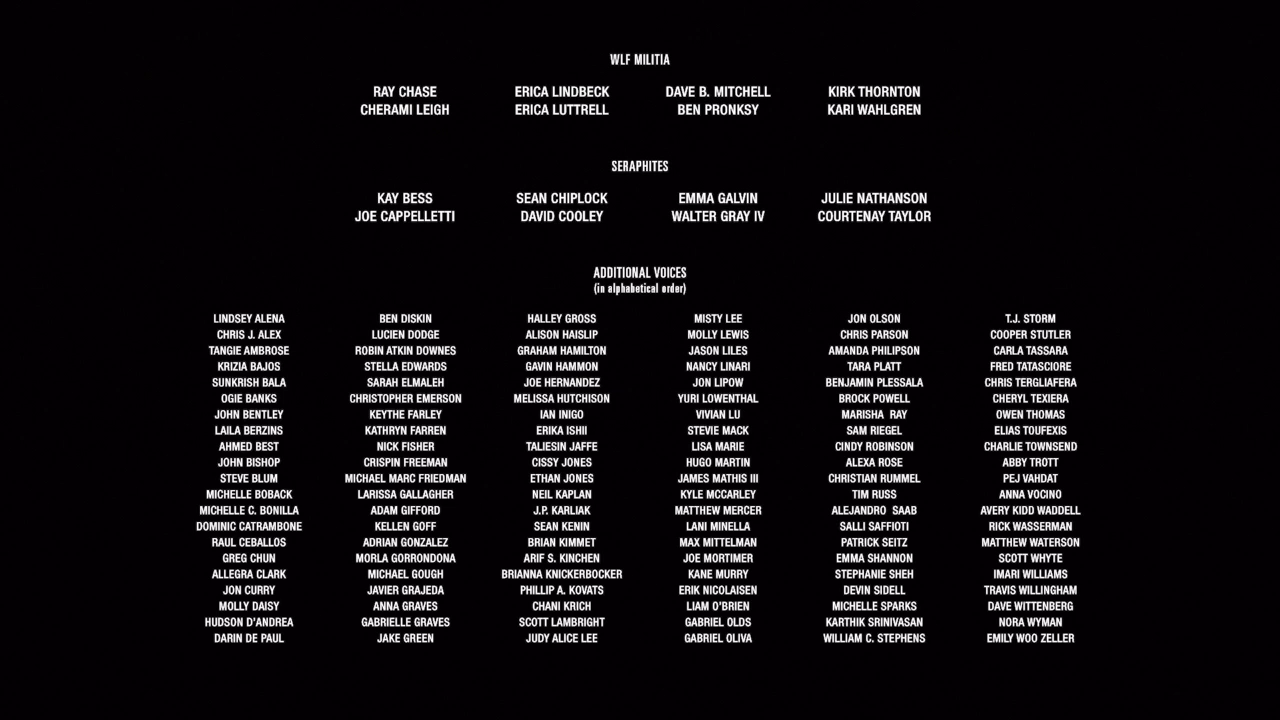 WLF MILITIA
RAY CHASE ERICA LINDBECK DAVE B. MITCHELL KIRK THORNTON
CHERAMI LEIGH ERICA LUTTRELL BEN PRONKSY KARI WAHLGREN
SERAPHITES
KAY BESS SEAN CHIPLOCK EMMA GALVIN JULIE NATHANSON
JOE CAPPELLETTI DAVID COOLEY WALTER GRAY IV COURTENAY TAYLOR
ADDITIONAL VOICES
(in alphabetical order)
LINDSEY ALENA BEN DISKIN HALLEY GROSS MISTY LEE JON OLSON T.J. STORM
CHRIS J. ALEX LUCIEN DODGE ALISON HAISLIP MOLLY LEWIS CHRIS PARSON COOPER STUTLER
TANGIE AMBROSE ROBIN ATKIN DOWNES GRAHAM HAMILTON JASON LILES AMANDA PHILIPSON CARLA TASSARA
KRIZIA BAJOS STELLA EDWARDS GAVIN HAMMON NANCY LINARI TARA PLATT FRED TATASCIORE
SUNKRISH BALA SARAH ELMALEH JOE HERNANDEZ JON LIPOW BENJAMIN PLESSALA CHRIS TERGLIAFERA
OGIE BANKS CHRISTOPHER EMERSON MELISSA HUTCHISON YURI LOWENTHAL BROCK POWELL CHERYL TEXIERA
JOHN BENTLEY KEYTHE FARLEY IAN INIGO VIVIAN LU MARISHA RAY OWEN THOMAS
LAILA BERZINS KATHRYN FARREN ERIKA ISHII STEVIE MACK SAM RIEGEL ELIAS TOUFEXIS
AHMED BEST NICK FISHER TALIESIN JAFFE LISA MARIE CINDY ROBINSON CHARLIE TOWNSEND
JOHN BISHOP CRISPIN FREEMAN CISSY JONES HUGO MARTIN ALEXA ROSE ABBY TROTT
STEVE BLUM MICHAEL MARC FRIEDMAN ETHAN JONES JAMES MATHIS III CHRISTIAN RUMMEL PEJ VAHDAT
MICHELLE BOBACK LARISSA GALLAGHER NEIL KAPLAN KYLE MCCARLEY TIM RUSS ANNA VOCINO
MICHELLE C. BONILLA ADAM GIFFORD J.P. KARLIAK MATTHEW MERCER ALEJANDRO SAAB AVERY KIDD WADDELL
DOMINIC CATRAMBONE KELLEN GOFF SEAN KENIN LANI MINELLA SALLI SAFFIOTI RICK WASSERMAN
RAUL CEBALLOS ADRIAN GONZALEZ BRIAN KIMMET MAX MITTELMAN PATRICK SEITZ MATTHEW WATERSON
GREG CHUN MORLA GORRONDONA ARIF S. KINCHEN JOE MORTIMER EMMA SHANNON SCOTT WHYTE
ALLEGRA CLARK MICHAEL GOUGH BRIANNA KNICKERBOCKER KANE MURRY STEPHANIE SHEH IMARI WILLIAMS
JON CURRY JAVIER GRAJEDA PHILLIP A. KOVATS ERIK NICOLAISEN DEVIN SIDELL TRAVIS WILLINGHAM
MOLLY DAISY ANNA GRAVES CHANI KRICH LIAM O'BRIEN MICHELLE SPARKS DAVE WITTENBERG
HUDSON D'ANDREA GABRIELLE GRAVES SCOTT LAMBRIGHT GABRIEL OLDS KARTHIK SRINIVASAN NORA WYMAN
DARIN DE PAUL JAKE GREEN JUDY ALICE LEE GABRIEL OLIVA WILLIAM C. STEPHENS EMILY WOO ZELLER